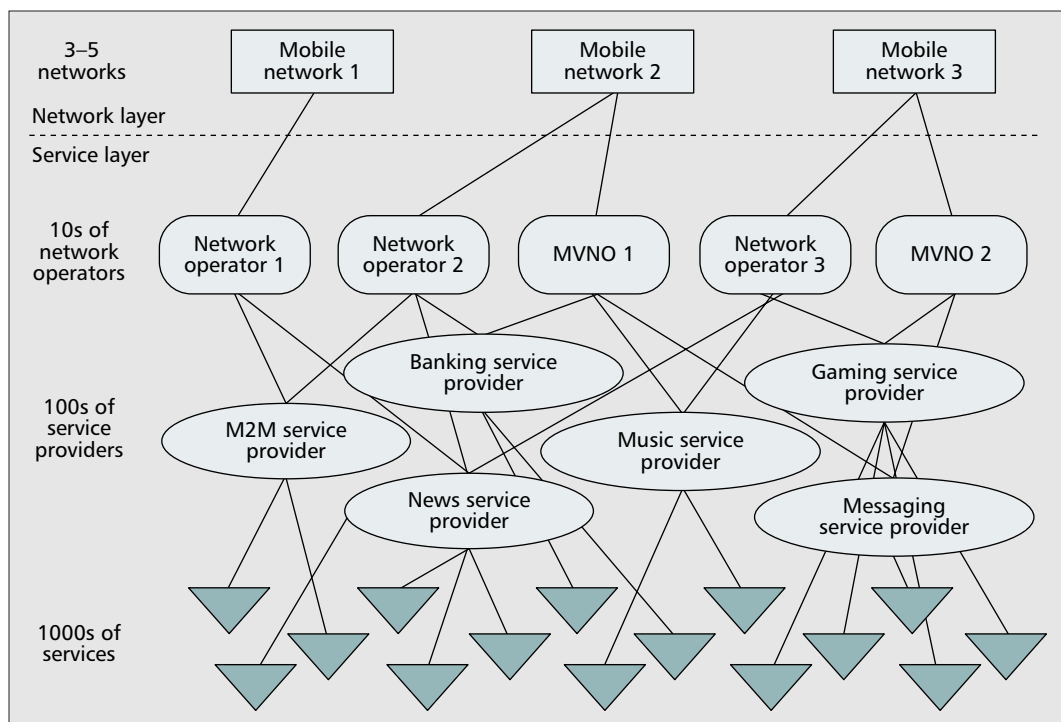 3–5
networks
Mobile
network 1
Mobile
network 2
Mobile
network 3
Network layer
Service layer
10s of
network
operators
Network
operator 1
Network
operator 2
MVNO 1
Network
operator 3
MVNO 2
Banking service
provider
Gaming service
provider
100s of
service
providers
M2M service
provider
Music service
provider
News service
provider
Messaging
service provider
1000s of
services